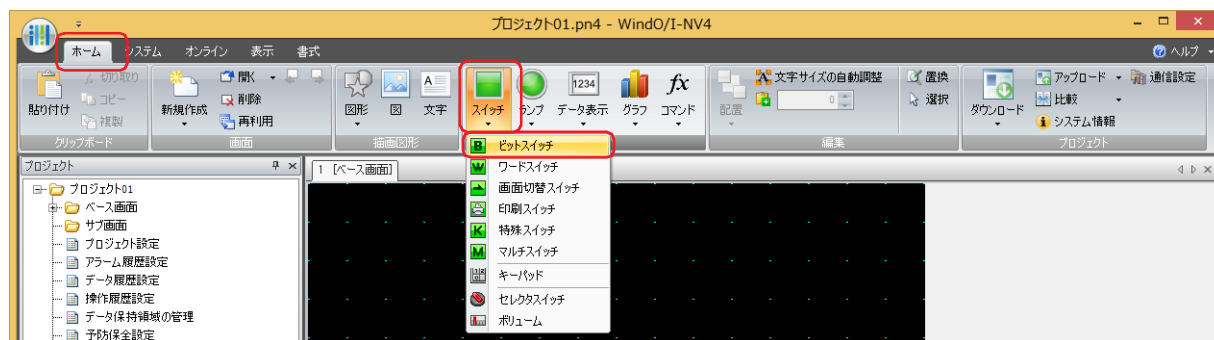 プロジェクト01.pn4 - WindO/I-NV4
ホーム システム オンライン 表示 書式 ヘルプ
貼り付け 切り取り コピー 複製
新規作成 開く 削除 再利用
図形 図 文字
スイッチ ランプ データ表示 グラフ コマンド
配置 文字サイズの自動調整 0
置換 選択
ダウンロード アップロード 比較 システム情報 通信設定
クリップボード 画面 描画図形 編集 プロジェクト
プロジェクト
プロジェクト01
ベース画面
サブ画面
プロジェクト設定
アラーム履歴設定
データ履歴設定
操作履歴設定
データ保持領域の管理
予防保全設定
1 [ベース画面]
B ビットスイッチ
W ワードスイッチ
画面切替スイッチ
印刷スイッチ
K 特殊スイッチ
M マルチスイッチ
キーパッド
セレクタスイッチ
ボリューム